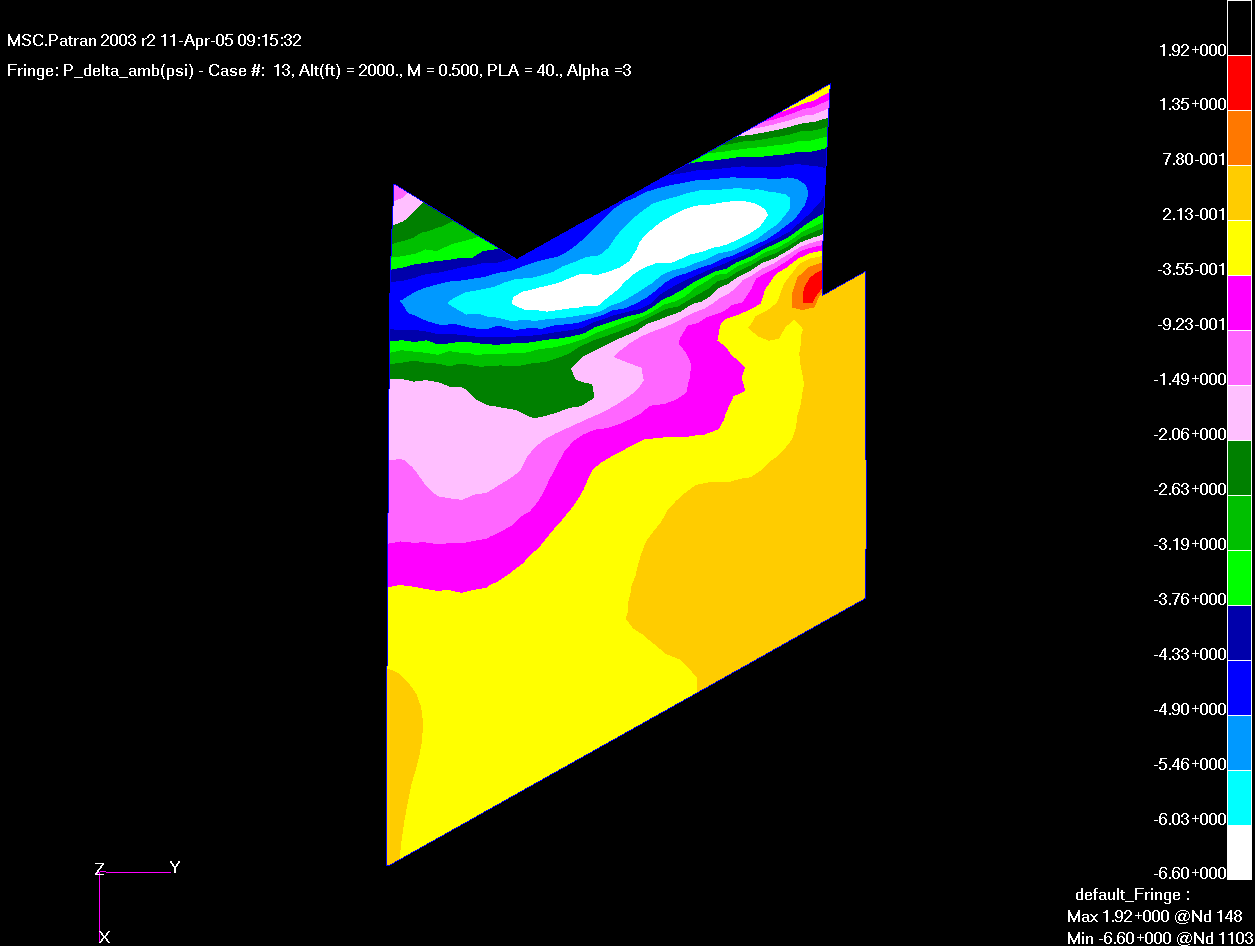 MSC.Patran 2003 r2 11-Apr-05 09:15:32
Fringe: P_delta_amb(psi) - Case #: 13, Alt(ft) = 2000., M = 0.500, PLA = 40., Alpha =3
1.92+000
1.35+000
7.80-001
2.13-001
-3.55-001
-9.23-001
-1.49+000
-2.06+000
-2.63+000
-3.19+000
-3.76+000
-4.33+000
-4.90+000
-5.46+000
-6.03+000
-6.60+000
Z
Y
X
default_Fringe :
Max 1.92+000 @Nd 148
Min -6.60+000 @Nd 1103